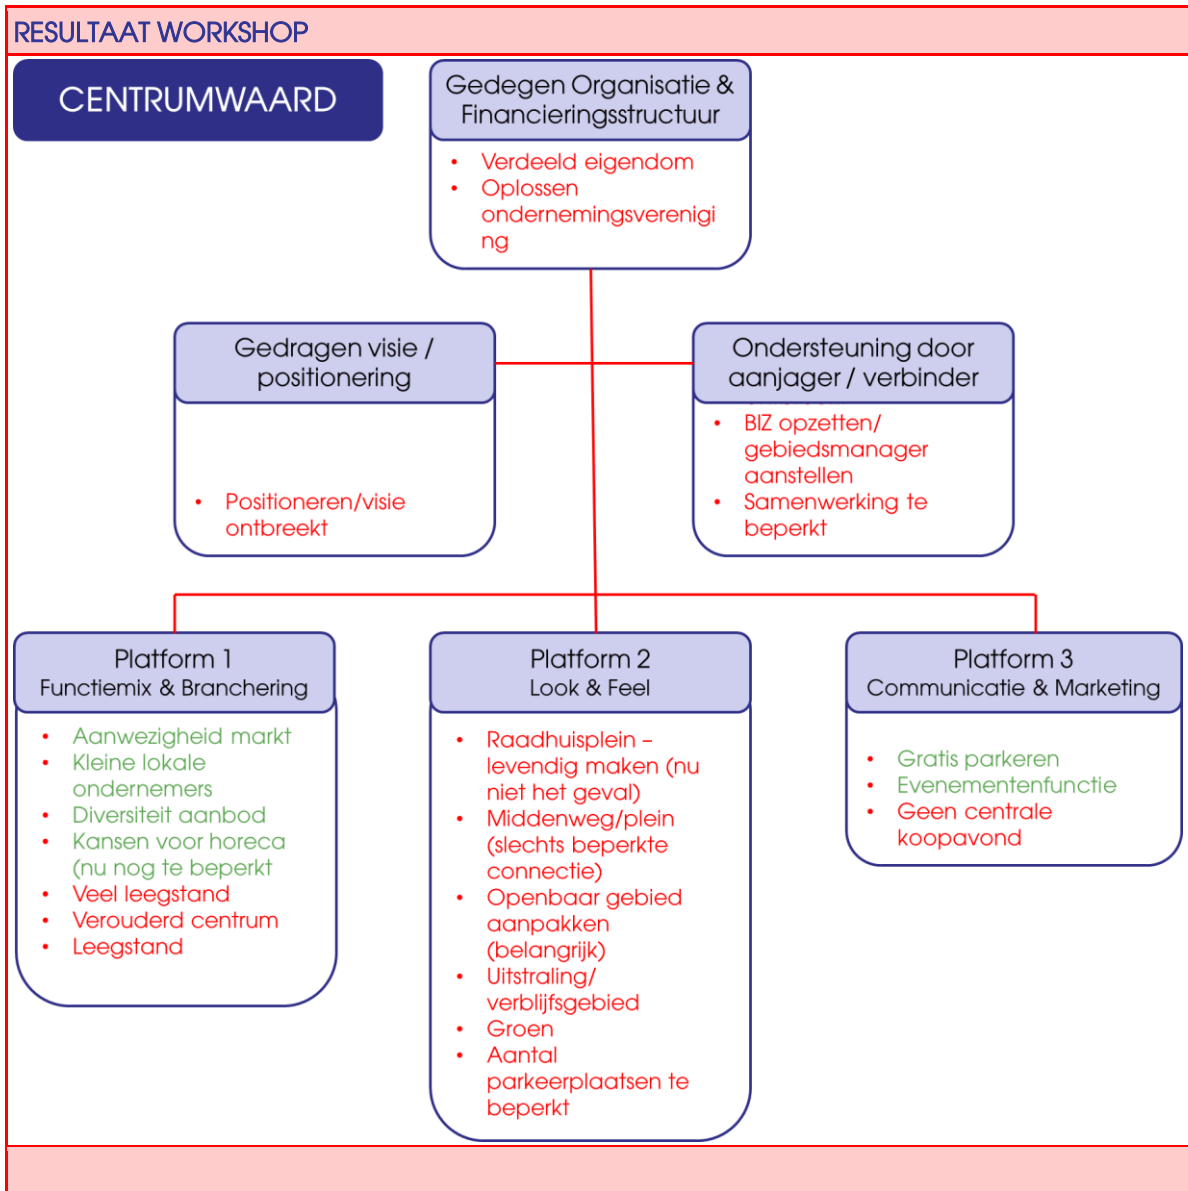 RESULTAAT WORKSHOP
CENTRUMWAARD
Gedegen Organisatie &
Financieringsstructuur
• Verdeeld eigendom
• Oplossen
ondernemingsverenigi
ng
Gedragen visie /
positionering
• Positioneren/visie
ontbreekt
Ondersteuning door
aanjager / verbinder
• BIZ opzetten/
gebiedsmanager
aanstellen
• Samenwerking te
beperkt
Platform 1
Functiemix & Branchering
• Aanwezigheid markt
• Kleine lokale
ondernemers
• Diversiteit aanbod
• Kansen voor horeca
(nu nog te beperkt
• Veel leegstand
• Verouderd centrum
• Leegstand
Platform 2
Look & Feel
• Raadhuisplein –
levendig maken (nu
niet het geval)
• Middenweg/plein
(slechts beperkte
connectie)
• Openbaar gebied
aanpakken
(belangrijk)
• Uitstraling/
verblijfsgebied
• Groen
• Aantal
parkeerplaatsen te
beperkt
Platform 3
Communicatie & Marketing
• Gratis parkeren
• Evenementenfunctie
• Geen centrale
koopavond